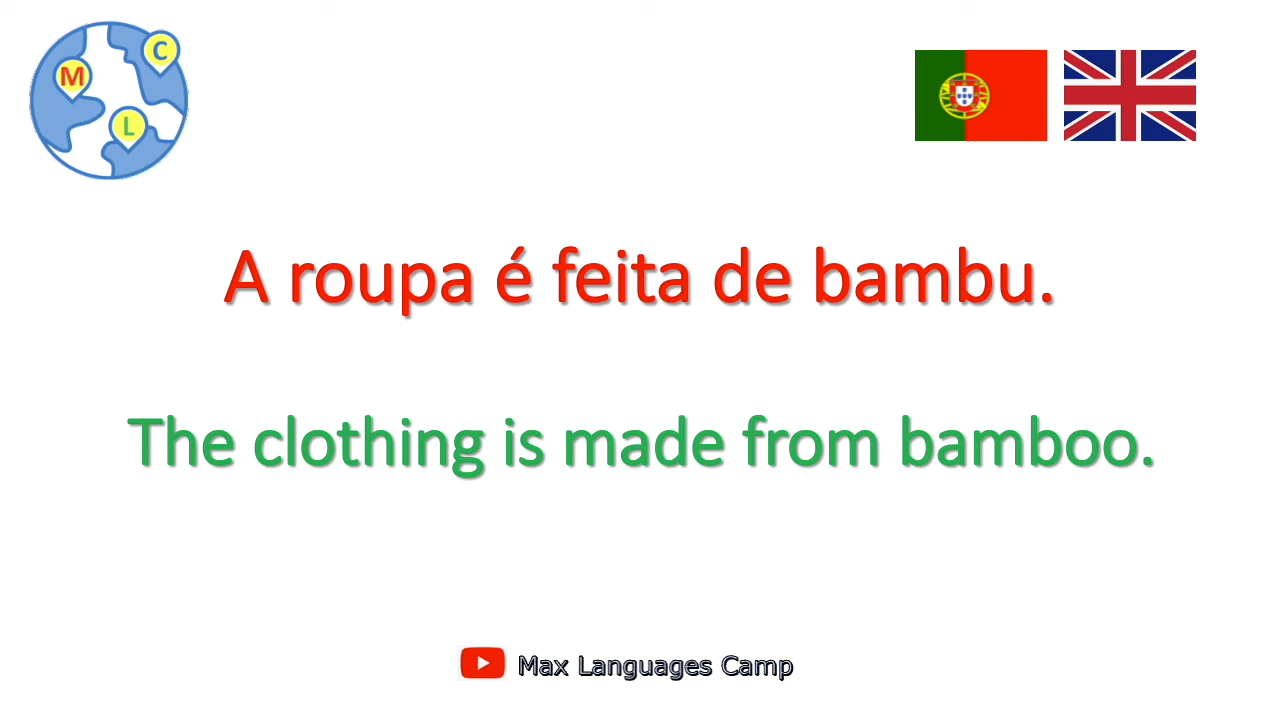 M
C
L
A roupa é feita de bambu.
The clothing is made from bamboo.
Max Languages Camp